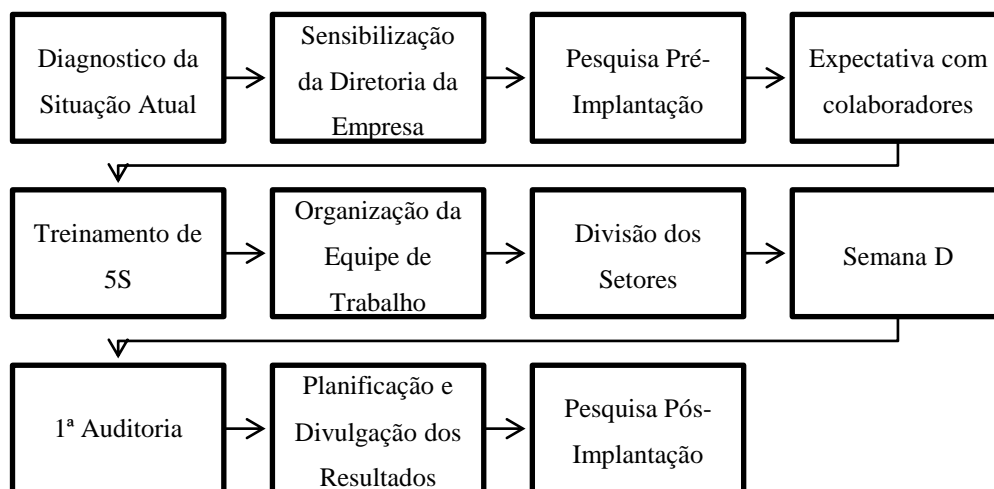 Diagnostico da
Situação Atual
Sensibilização
da Diretoria da
Empresa
Pesquisa Pré-
Implantação
Expectativa com
colaboradores
Treinamento de
5S
Organização da
Equipe de
Trabalho
Divisão dos
Setores
Semana D
1ª Auditoria
Planificação e
Divulgação dos
Resultados
Pesquisa Pós-
Implantação